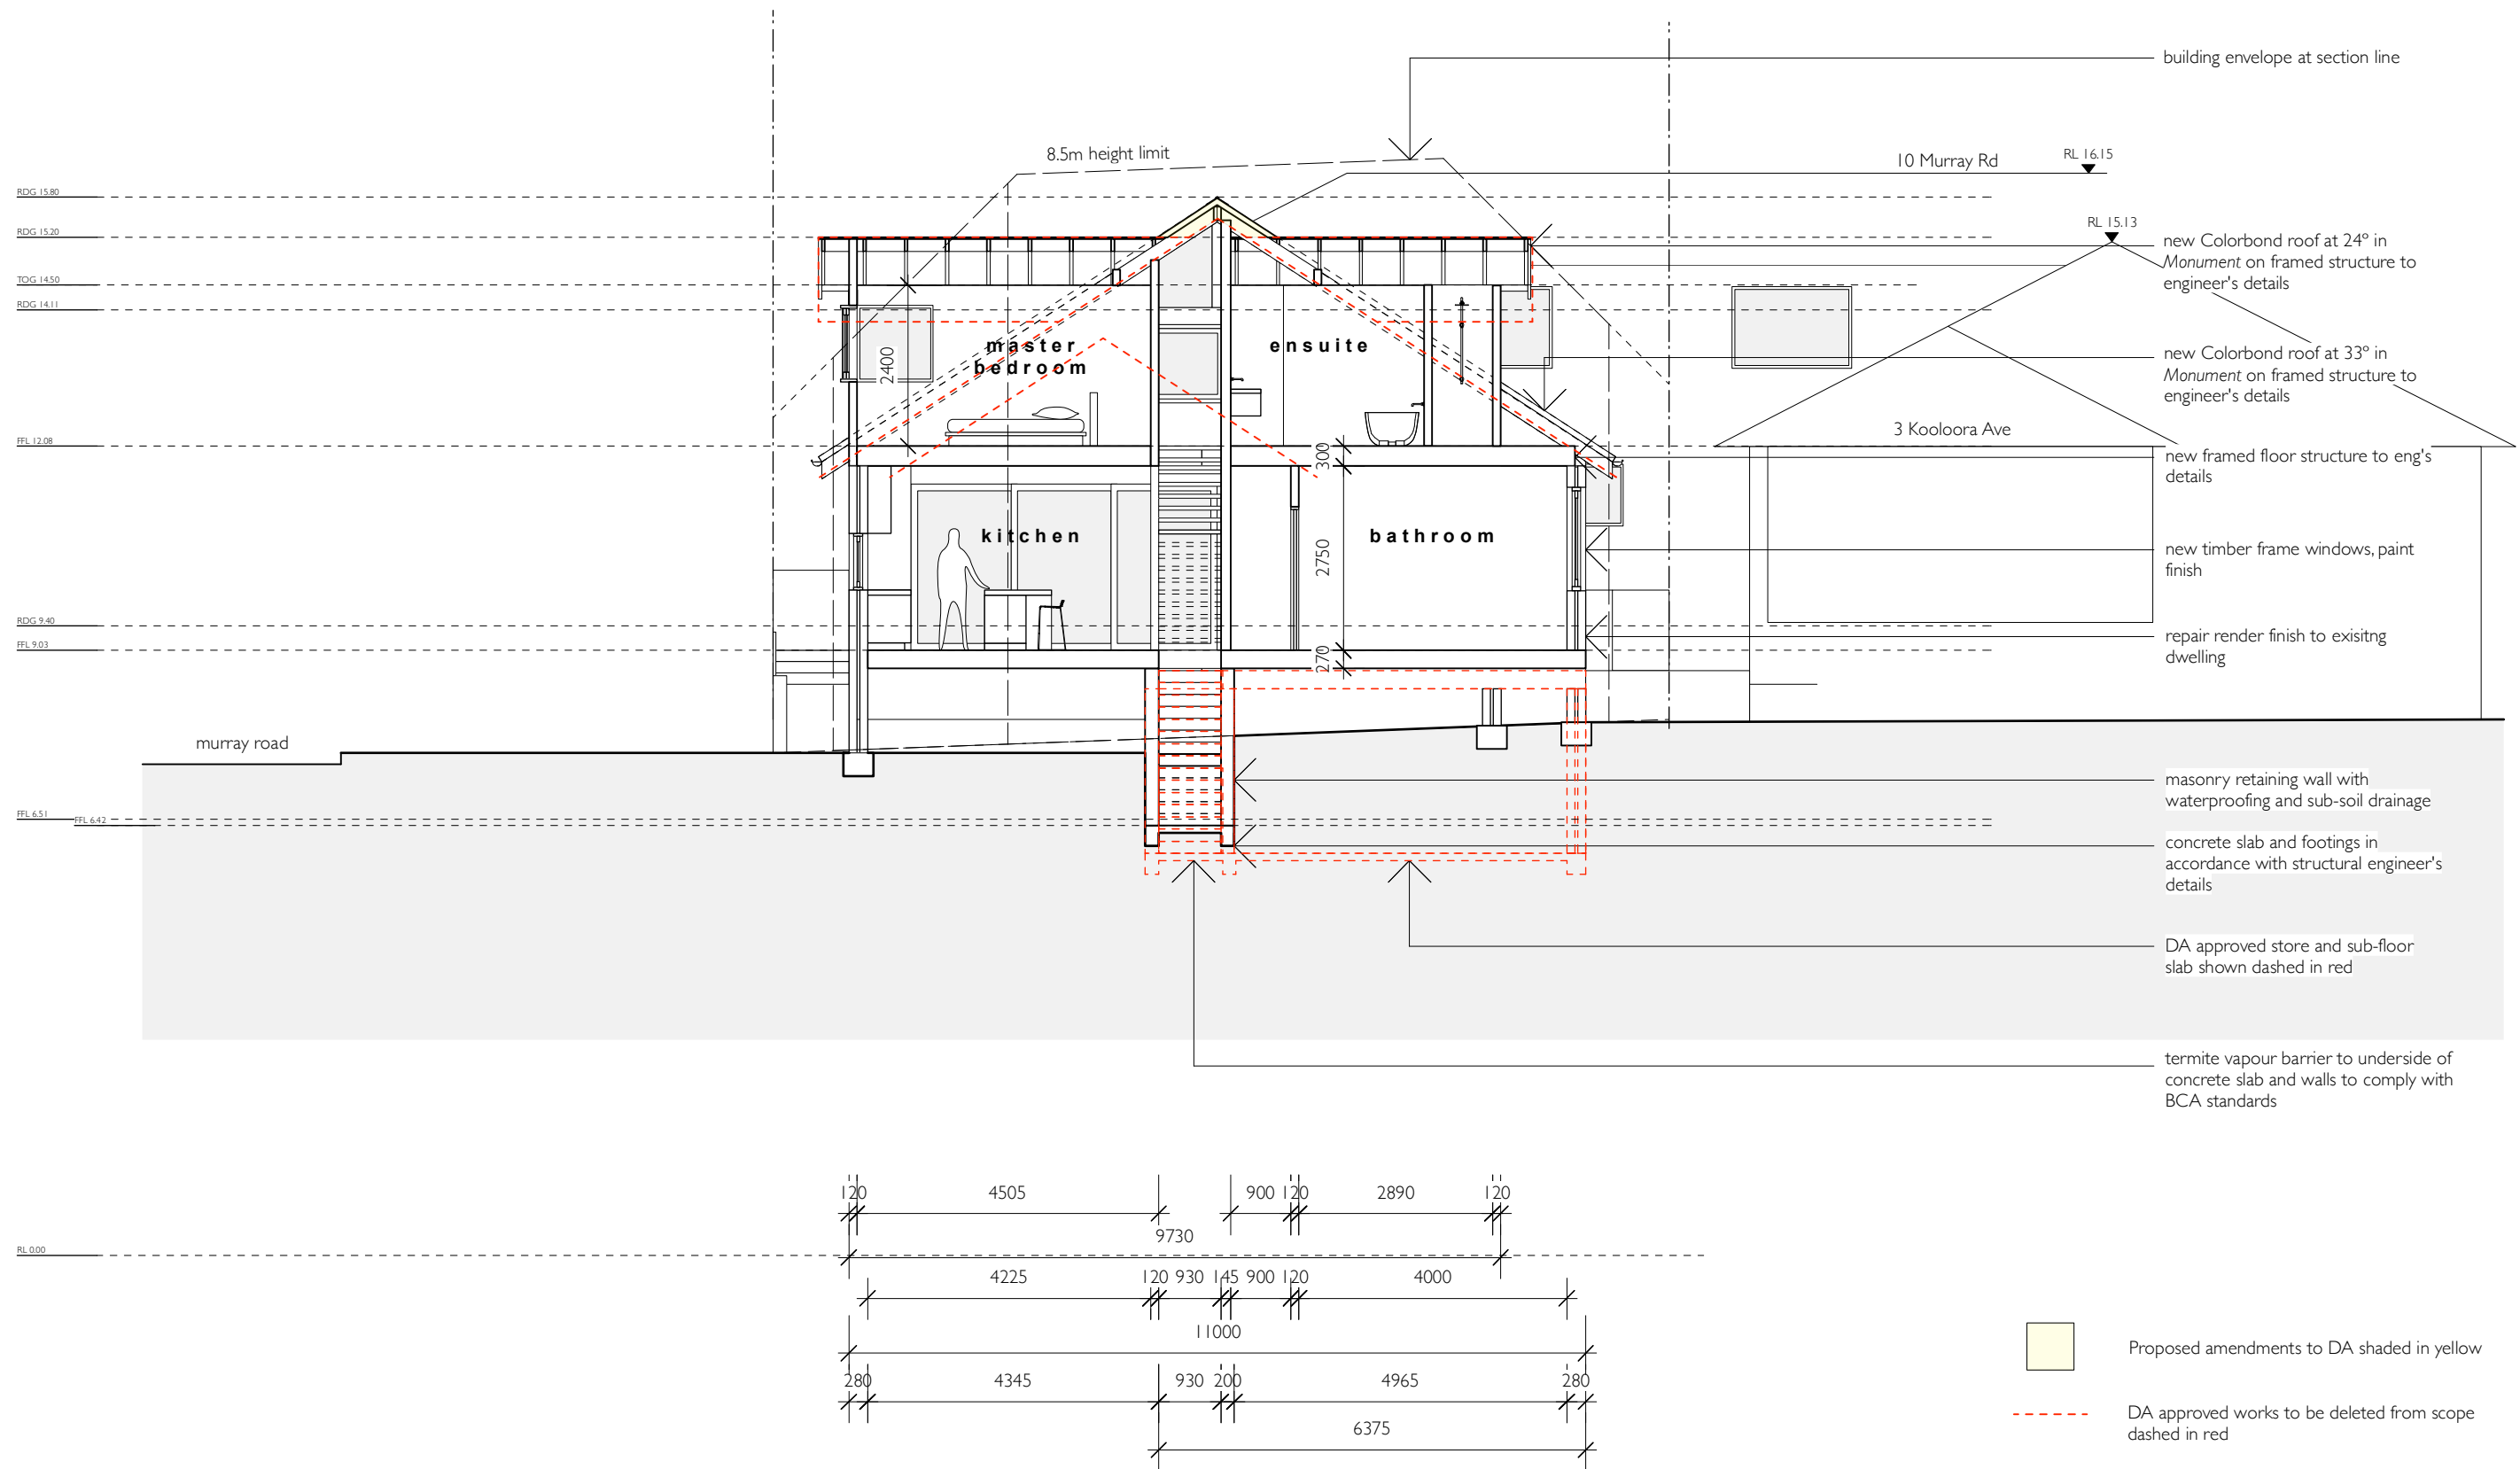 building envelope at section line
8.5m height limit
10 Murray Rd
RL 16.15
RDG 15.80
RL 15.13
RDG 15.20
new Colorbond roof at 24º in
Monument on framed structure to
engineer's details
TOG 14.50
RDG 14.11
master
bedroom
ensuite
2400
new Colorbond roof at 33º in
Monument on framed structure to
engineer's details
3 Kooloora Ave
FFL 12.08
300
new framed floor structure to eng's
details
kitchen
bathroom
2750
new timber frame windows, paint
finish
RDG 9.40
FFL 9.03
270
repair render finish to exisitng
dwelling
murray road
masonry retaining wall with
waterproofing and sub-soil drainage
FFL 6.51
FFL 6.42
concrete slab and footings in
accordance with structural engineer's
details
DA approved store and sub-floor
slab shown dashed in red
termite vapour barrier to underside of
concrete slab and walls to comply with
BCA standards
120 4505 900 120 2890 120
9730
RL 0.00
4225 120 930 145 900 120 4000
11000
280 4345 930 200 4965 280
6375
Proposed amendments to DA shaded in yellow
DA approved works to be deleted from scope
dashed in red